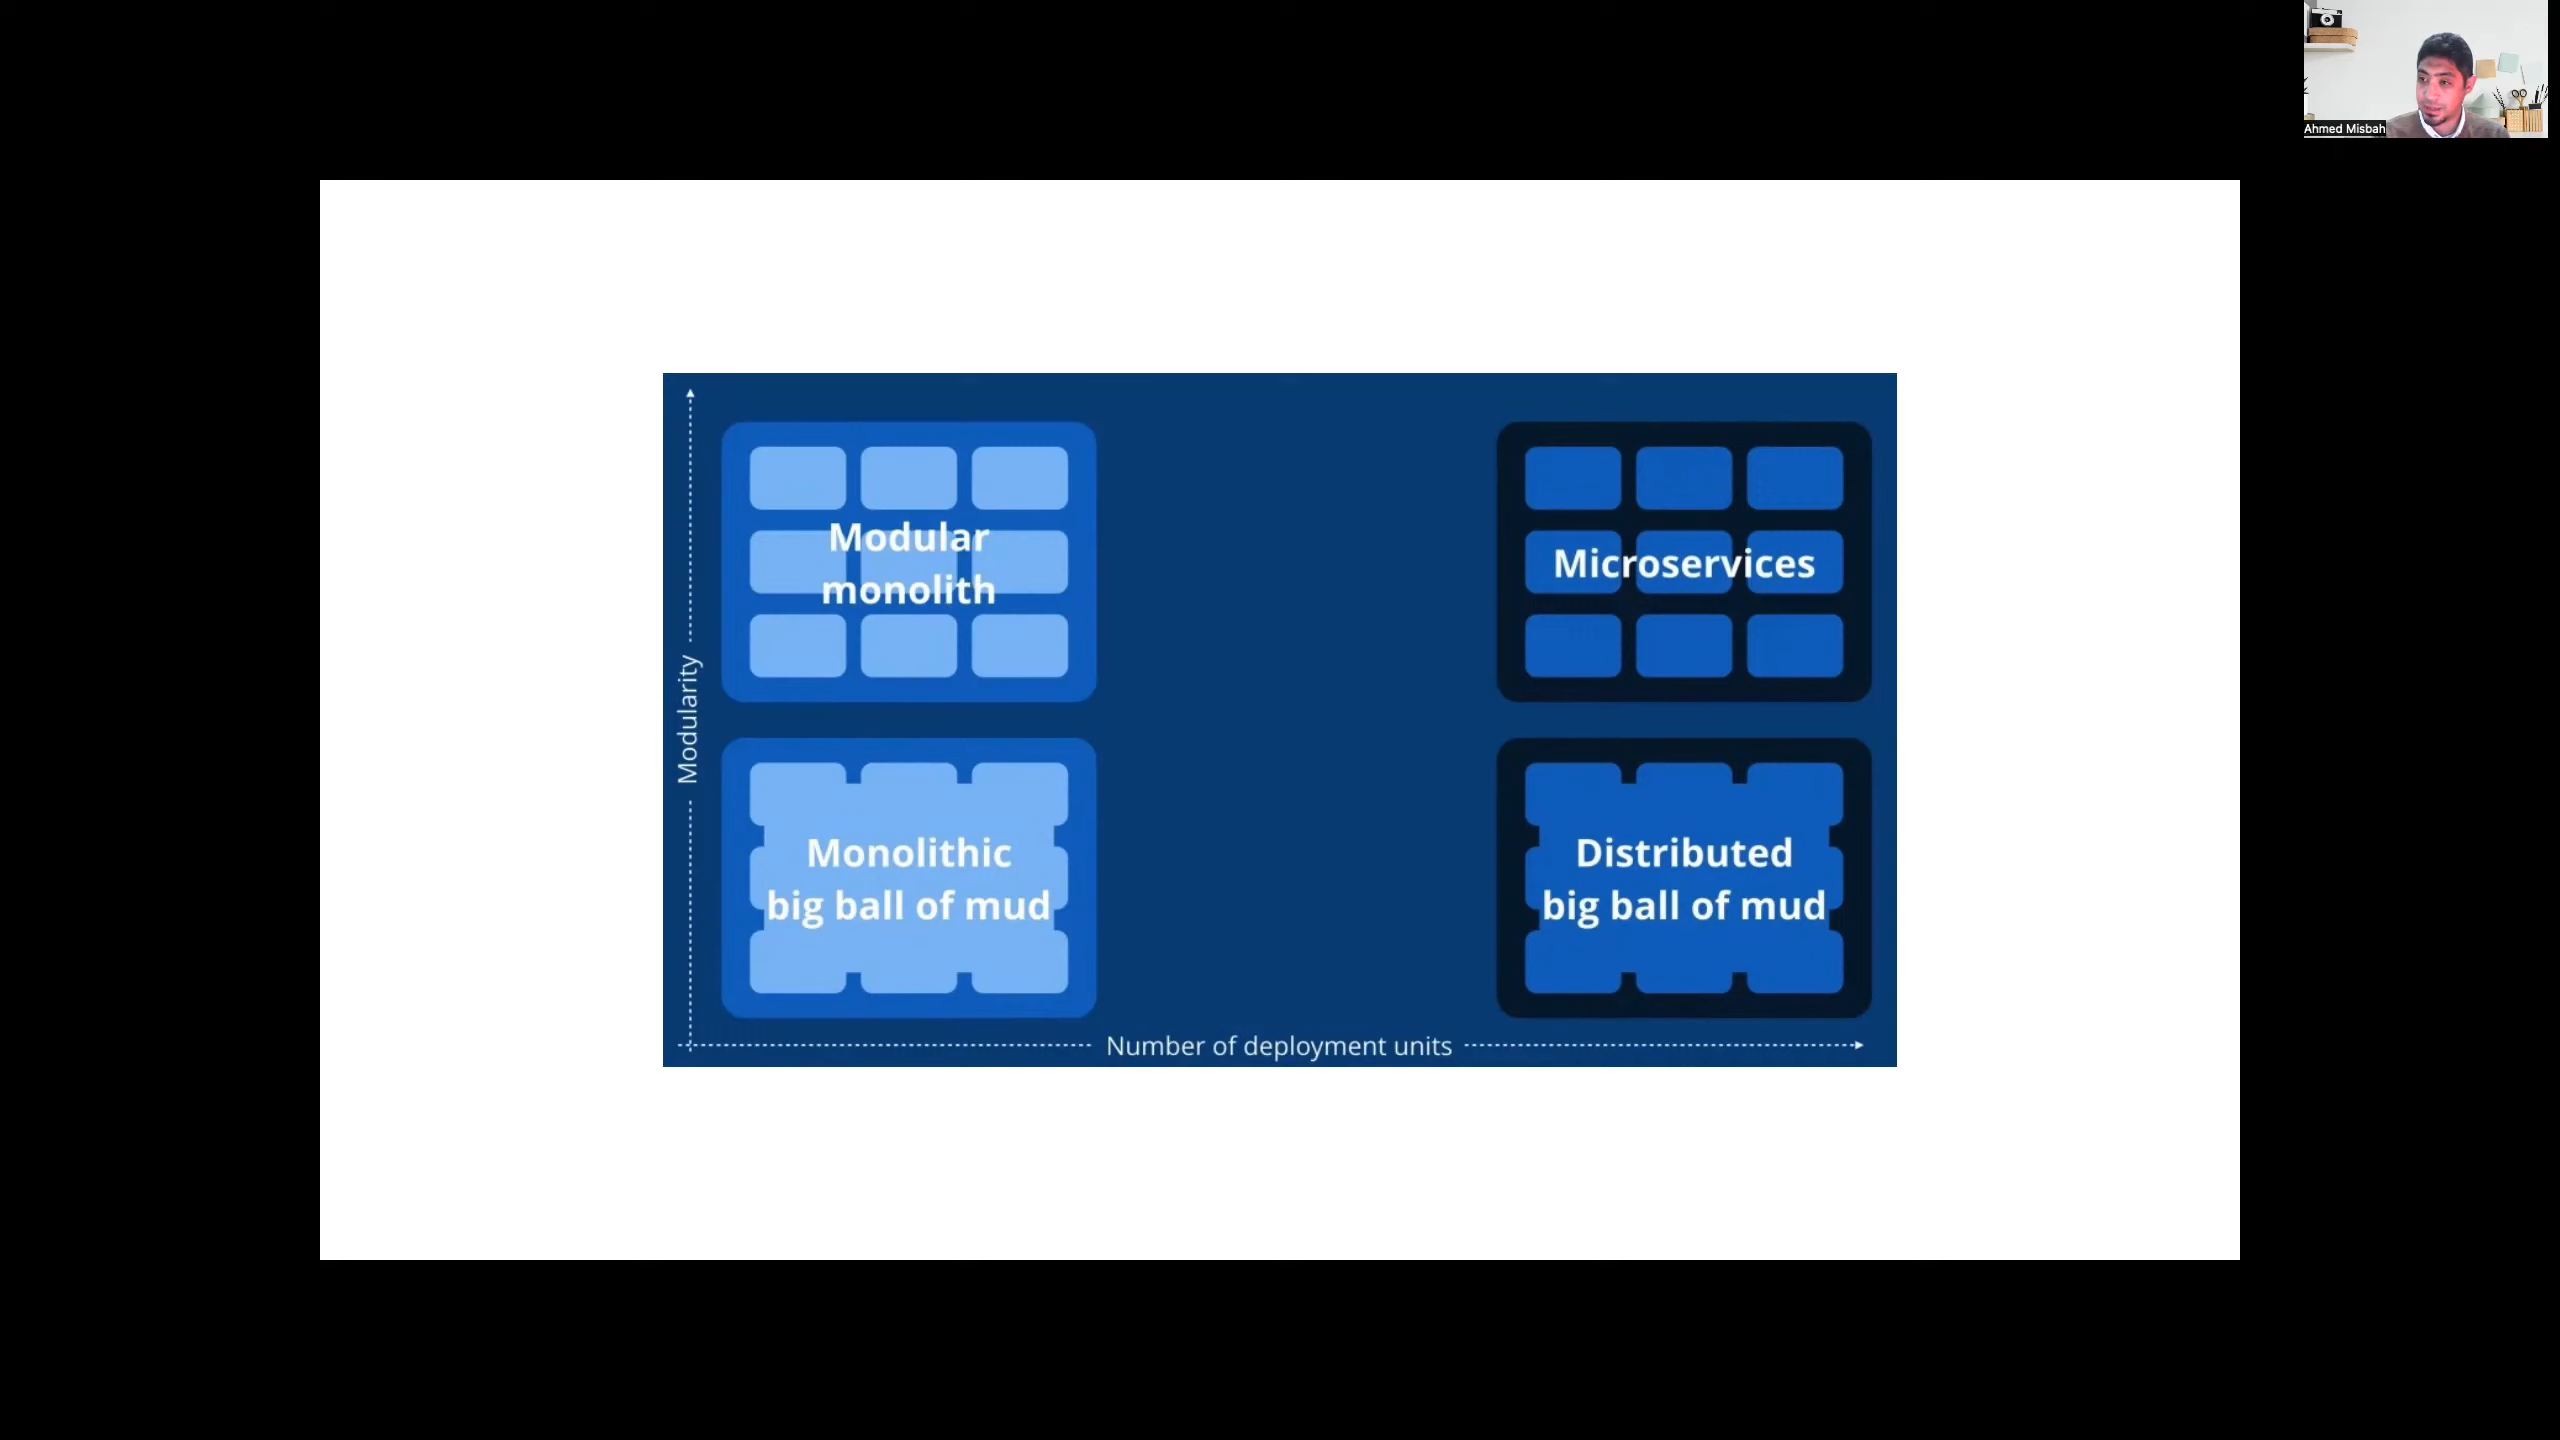 Ahmed Misbah
Modular
monolith
Microservices
Modularity
Monolithic
big ball of mud
Distributed
big ball of mud
Number of deployment units